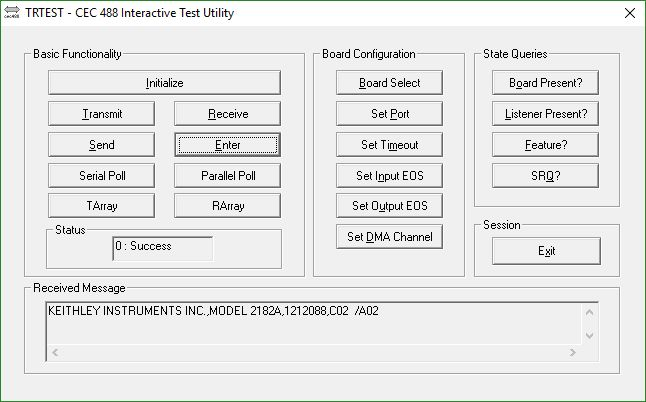 TRTEST - CEC 488 Interactive Test Utility
cec488
Basic Functionality
Initialize
Transmit
Receive
Send
Enter
Serial Poll
Parallel Poll
TArray
RArray
Status
0 : Success
Board Configuration
Board Select
Set Port
Set Timeout
Set Input EOS
Set Output EOS
Set DMA Channel
State Queries
Board Present?
Listener Present?
Feature?
SRQ?
Session
Exit
Received Message
KEITHLEY INSTRUMENTS INC.,MODEL 2182A,1212088,C02  /A02